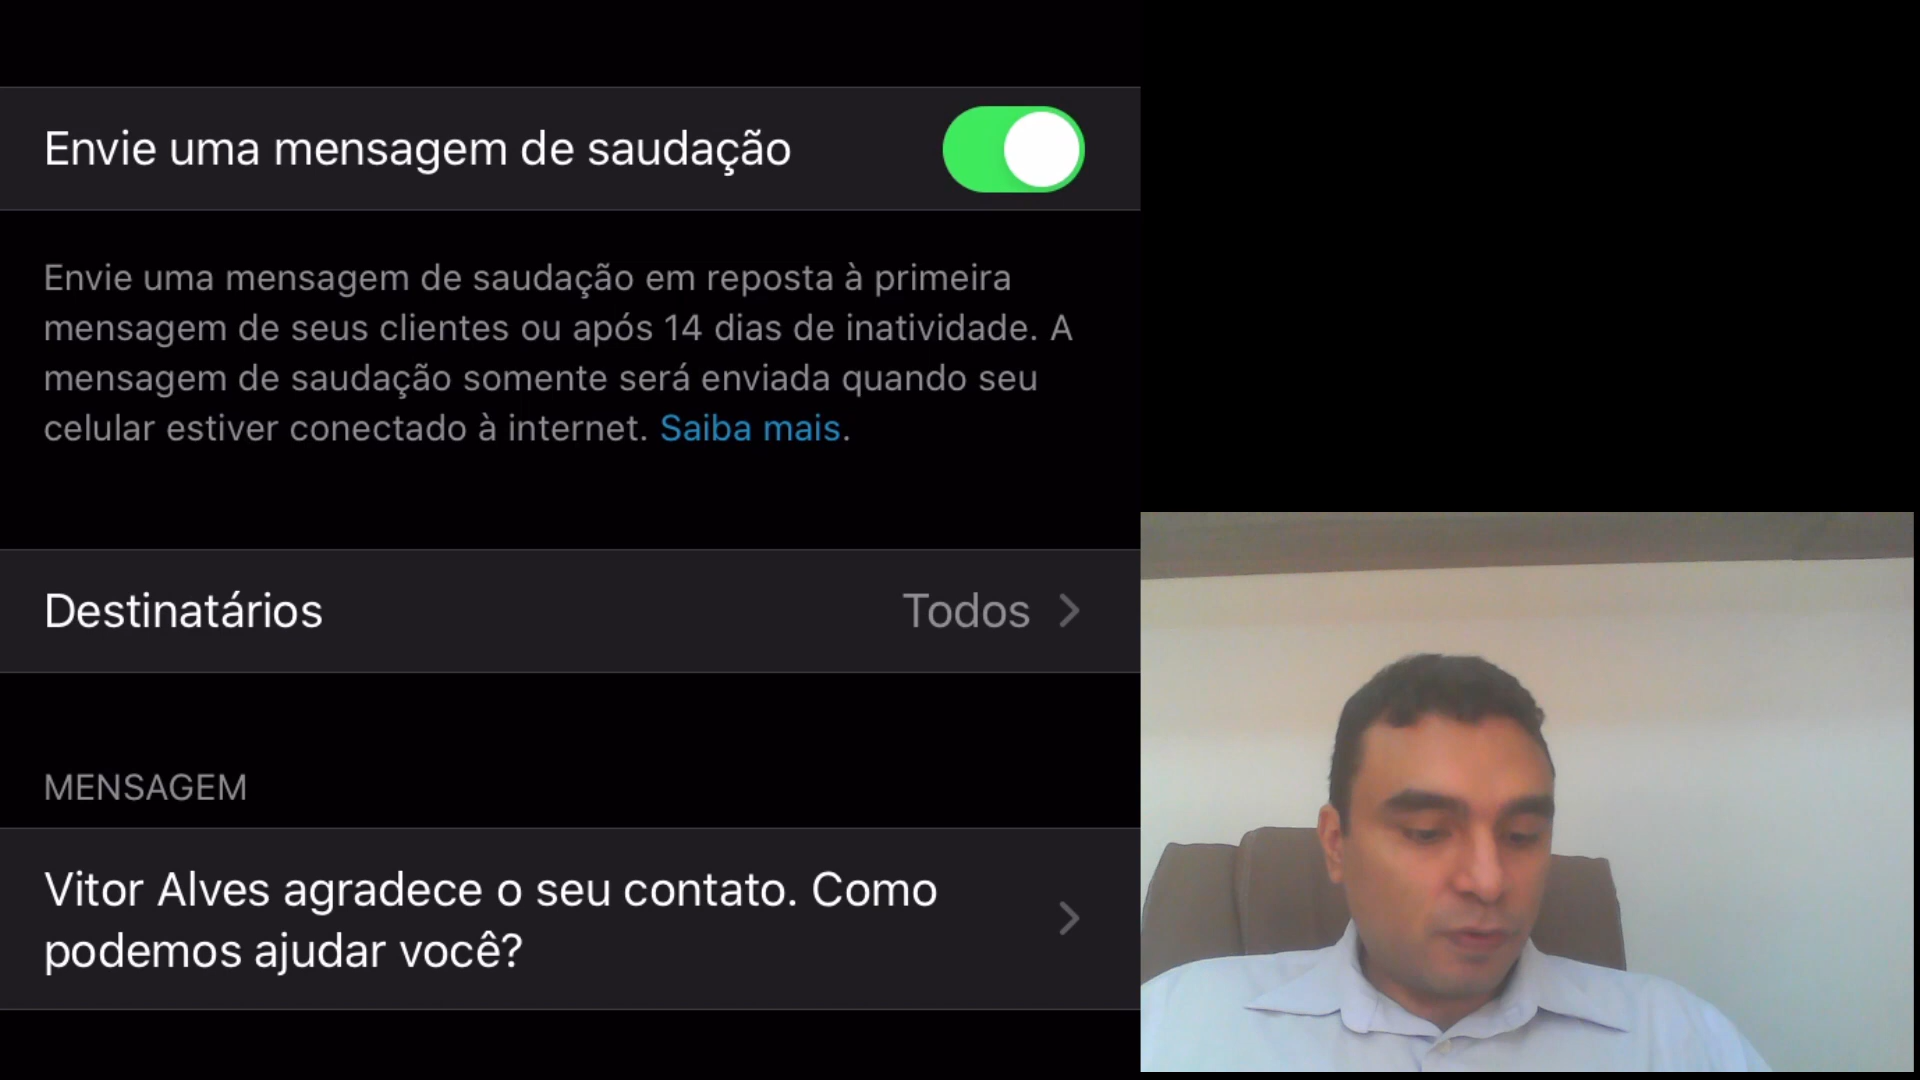 Envie uma mensagem de saudação
Envie uma mensagem de saudação em reposta à primeira
mensagem de seus clientes ou após 14 dias de inatividade. A
mensagem de saudação somente será enviada quando seu
celular estiver conectado à internet. Saiba mais.
Destinatários Todos
MENSAGEM
Vitor Alves agradece o seu contato. Como
podemos ajudar você?